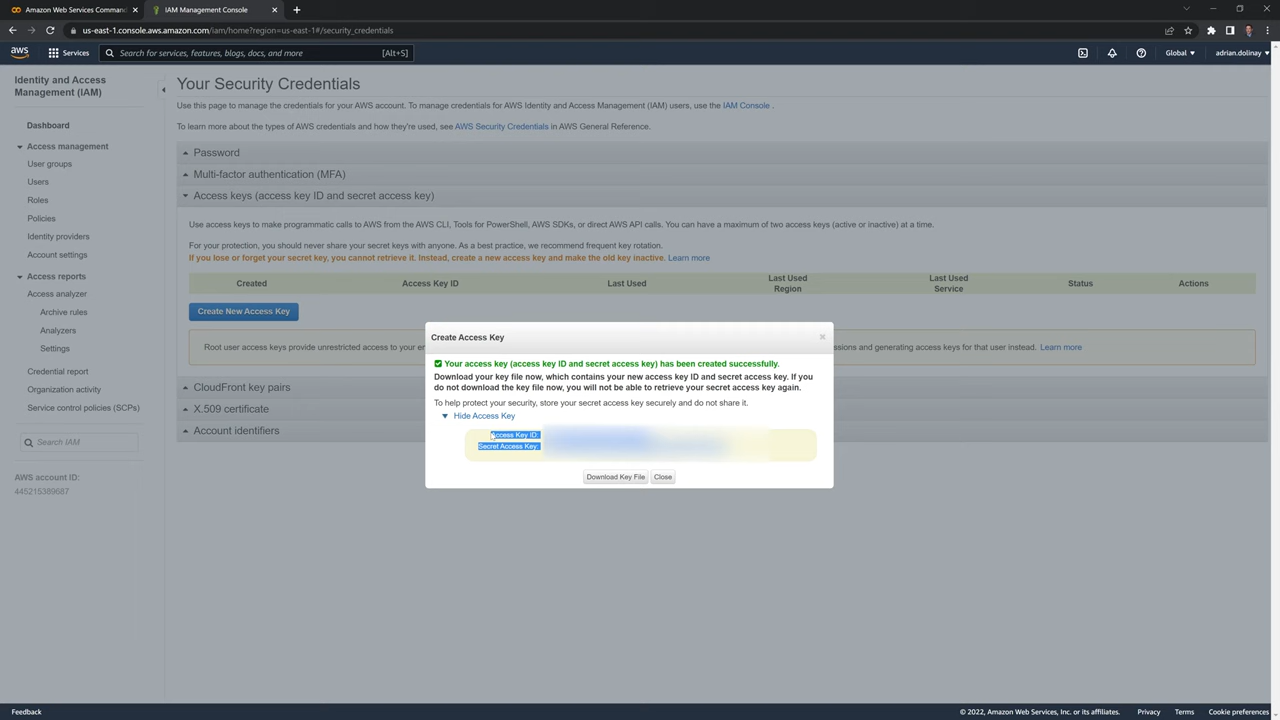 Amazon Web Services Comman
IAM Management Console
us-east-1.console.aws.amazon.com/iam/home?region=us-east-1#/security_credentials
aws
Services
Search for services, features, blogs, docs, and more
[Alt+S]
Global
adrian.dolinay
Identity and Access
Management (IAM)
Dashboard
Access management
User groups
Users
Roles
Policies
Identity providers
Account settings
Access reports
Access analyzer
Archive rules
Analyzers
Settings
Credential report
Organization activity
Service control policies (SCPs)
Search IAM
AWS account ID:
445215389687
Your Security Credentials
Use this page to manage the credentials for your AWS account. To manage credentials for AWS Identity and Access Management (IAM) users, use the IAM Console .
To learn more about the types of AWS credentials and how they're used, see AWS Security Credentials in AWS General Reference.
Password
Multi-factor authentication (MFA)
Access keys (access key ID and secret access key)
Use access keys to make programmatic calls to AWS from the AWS CLI, Tools for PowerShell, AWS SDKs, or direct AWS API calls. You can have a maximum of two access keys (active or inactive) at a time.
For your protection, you should never share your secret keys with anyone. As a best practice, we recommend frequent key rotation.
If you lose or forget your secret key, you cannot retrieve it. Instead, create a new access key and make the old key inactive. Learn more
Created
Access Key ID
Last Used
Last Used
Region
Last Used
Service
Status
Actions
Create New Access Key
Root user access keys provide unrestricted access to your en
issions and generating access keys for that user instead. Learn more
CloudFront key pairs
X.509 certificate
Account identifiers
Create Access Key
Your access key (access key ID and secret access key) has been created successfully.
Download your key file now, which contains your new access key ID and secret access key. If you
do not download the key file now, you will not be able to retrieve your secret access key again.
To help protect your security, store your secret access key securely and do not share it.
Hide Access Key
Access Key ID:
Secret Access Key:
Download Key File
Close
Feedback
© 2022, Amazon Web Services, Inc. or its affiliates.
Privacy
Terms
Cookie preferences